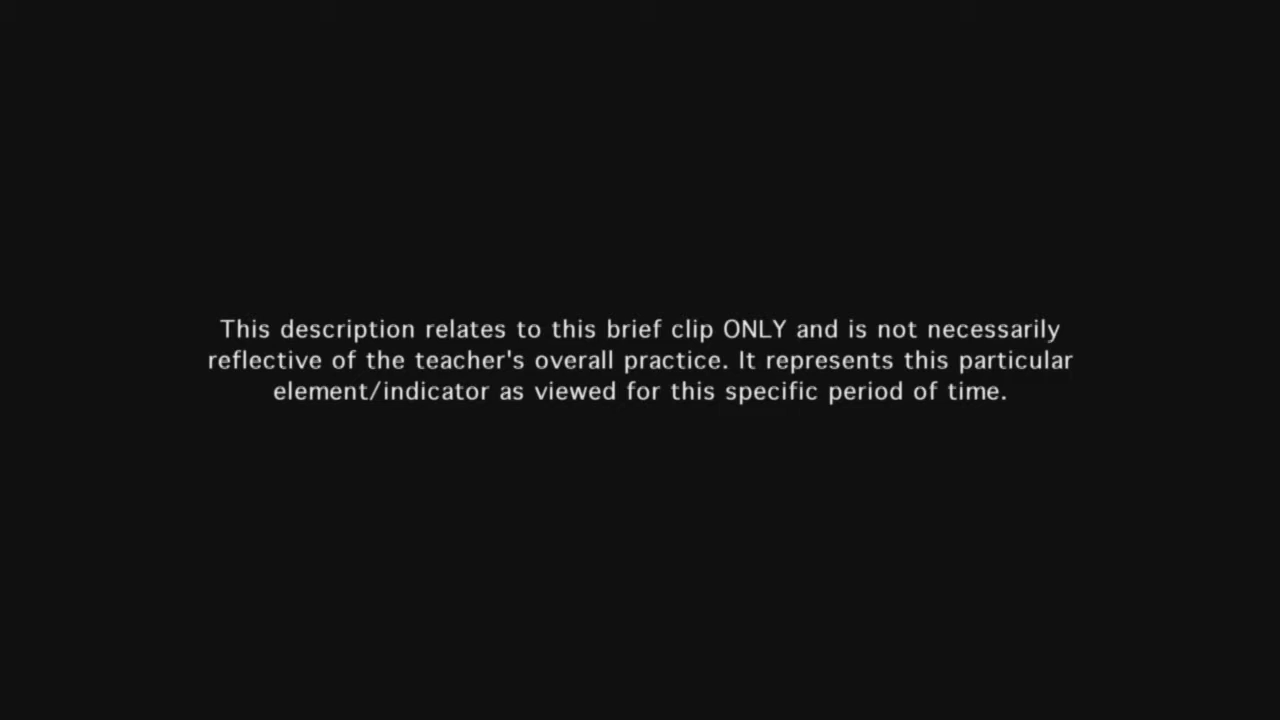 This description relates to this brief clip ONLY and is not necessarily
reflective of the teacher's overall practice. It represents this particular
element/indicator as viewed for this specific period of time.